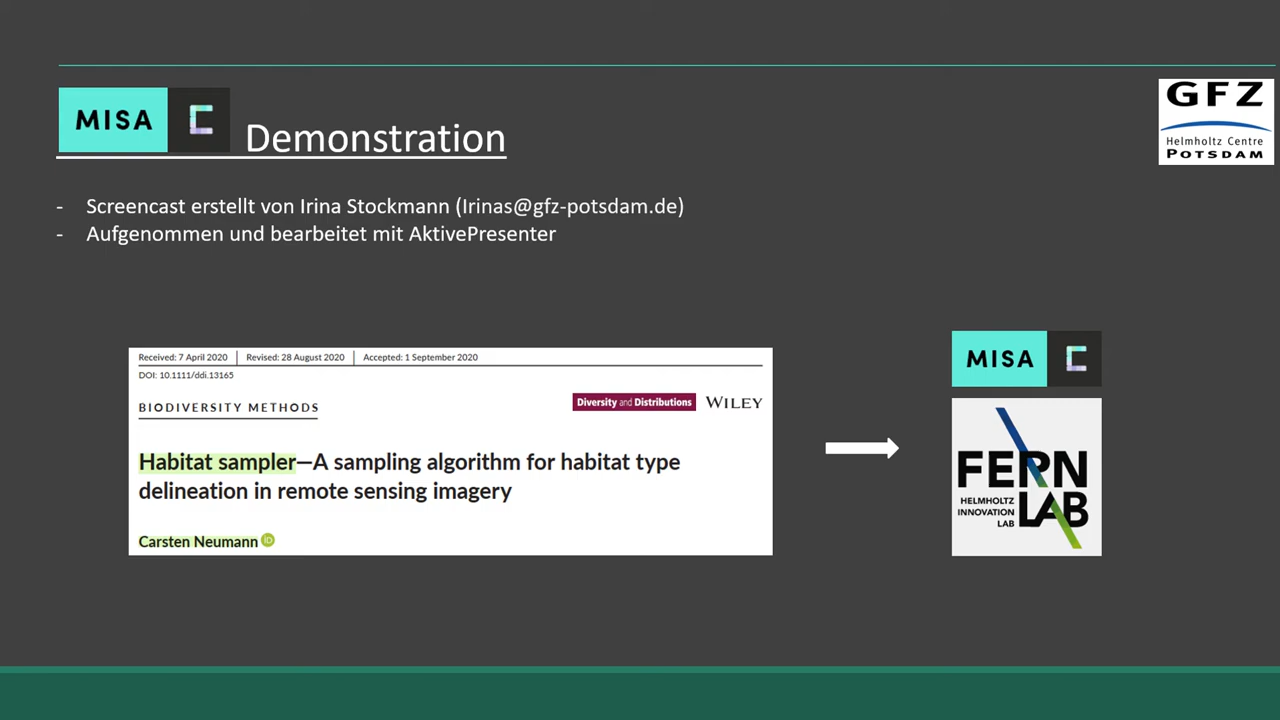 MISA C Demonstration
GFZ
Helmholtz Centre
POTSDAM
- Screencast erstellt von Irina Stockmann (Irinas@gfz-potsdam.de)
- Aufgenommen und bearbeitet mit AktivePresenter
Received: 7 April 2020 | Revised: 28 August 2020 | Accepted: 1 September 2020
DOI: 10.1111/ddi.13165
BIODIVERSITY METHODS
Diversity and Distributions WILEY
Habitat sampler—A sampling algorithm for habitat type
delineation in remote sensing imagery
Carsten Neumann iD
MISA C
FERN
HELMHOLTZ
INNOVATION
LAB
LAB